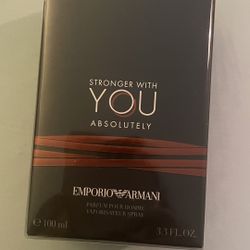 STRONGER WITH
YOU
ABSOLUTELY
EMPORIO ARMANI
PARFUM POUR HOMME
VAPORISATEUR SPRAY
℮ 100 ml 3.3 FL.OZ.